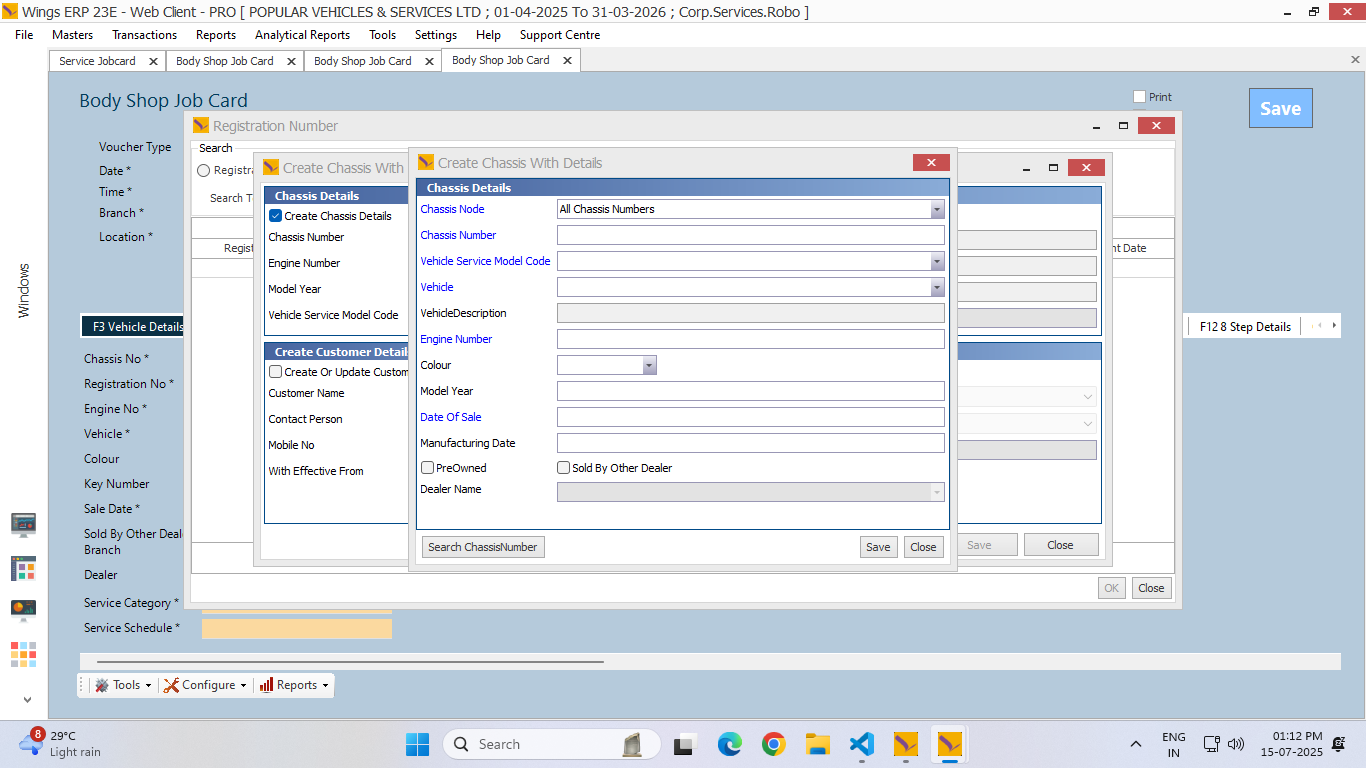 Wings ERP 23E - Web Client - PRO [ POPULAR VEHICLES & SERVICES LTD ; 01-04-2025 To 31-03-2026 ; Corp.Services.Robo ]
File Masters Transactions Reports Analytical Reports Tools Settings Help Support Centre
Service Jobcard Body Shop Job Card Body Shop Job Card Body Shop Job Card
Body Shop Job Card
Print
Save
Windows
Voucher Type
Date *
Time *
Branch *
Location *
F3 Vehicle Details
F12 8 Step Details
Chassis No *
Registration No *
Engine No *
Vehicle *
Colour
Key Number
Sale Date *
Sold By Other Deal
Branch
Dealer
Service Category *
Service Schedule *
Registration Number
Search
Registra
Search T
Regist
nt Date
OK Close
Create Chassis With
Chassis Details
Create Chassis Details
Chassis Number
Engine Number
Model Year
Vehicle Service Model Code
Create Customer Detail
Create Or Update Custom
Customer Name
Contact Person
Mobile No
With Effective From
Save Close
Create Chassis With Details
Chassis Details
Chassis Node All Chassis Numbers
Chassis Number
Vehicle Service Model Code
Vehicle
VehicleDescription
Engine Number
Colour
Model Year
Date Of Sale
Manufacturing Date
PreOwned Sold By Other Dealer
Dealer Name
Search ChassisNumber Save Close
Tools Configure Reports
8
29°C
Light rain
Search
ENG
IN
01:12 PM
15-07-2025